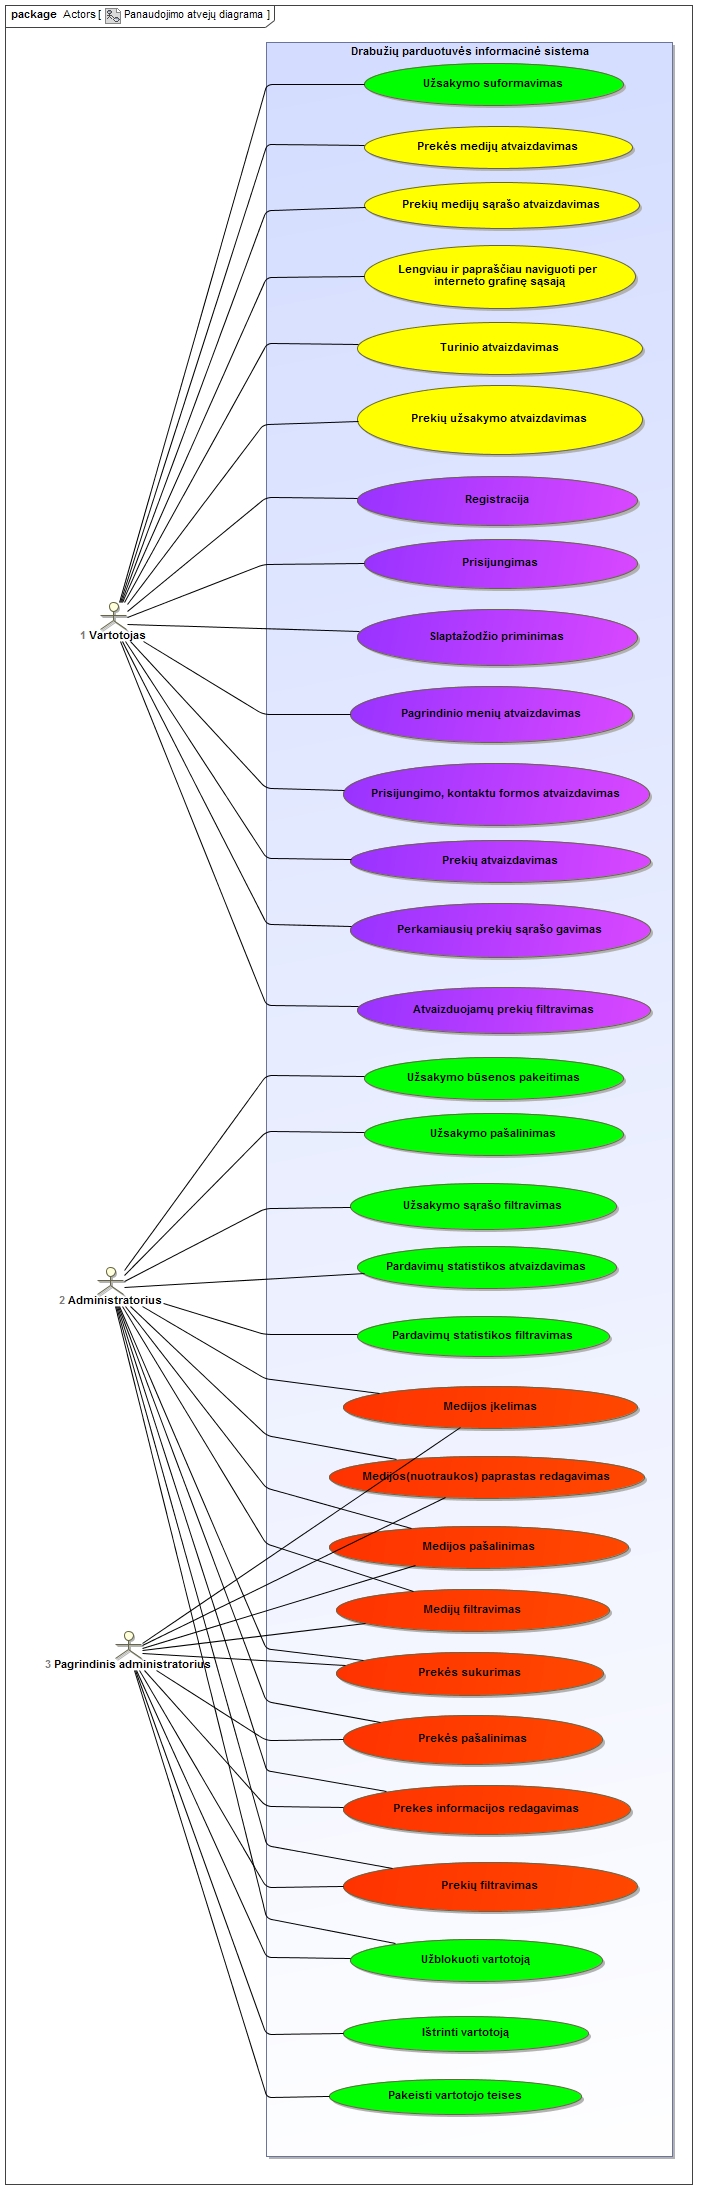 package Actors [ Panaudojimo atvejų diagrama ]
Drabužių parduotuvės informacinė sistema
Užsakymo suformavimas
Prekės medijų atvaizdavimas
Prekių medijų sąrašo atvaizdavimas
Lengviau ir papraščiau naviguoti per
interneto grafinę sąsają
Turinio atvaizdavimas
Prekių užsakymo atvaizdavimas
Registracija
Prisijungimas
1 Vartotojas
Slaptažodžio priminimas
Pagrindinio menių atvaizdavimas
Prisijungimo, kontaktu formos atvaizdavimas
Prekių atvaizdavimas
Perkamiausių prekių sąrašo gavimas
Atvaizduojamų prekių filtravimas
Užsakymo būsenos pakeitimas
Užsakymo pašalinimas
Užsakymo sąrašo filtravimas
Pardavimų statistikos atvaizdavimas
2 Administratorius
Pardavimų statistikos filtravimas
Medijos įkelimas
Medijos(nuotraukos) paprastas redagavimas
Medijos pašalinimas
Medijų filtravimas
3 Pagrindinis administratorius
Prekės sukurimas
Prekės pašalinimas
Prekes informacijos redagavimas
Prekių filtravimas
Užblokuoti vartotoją
Ištrinti vartotoją
Pakeisti vartotojo teises